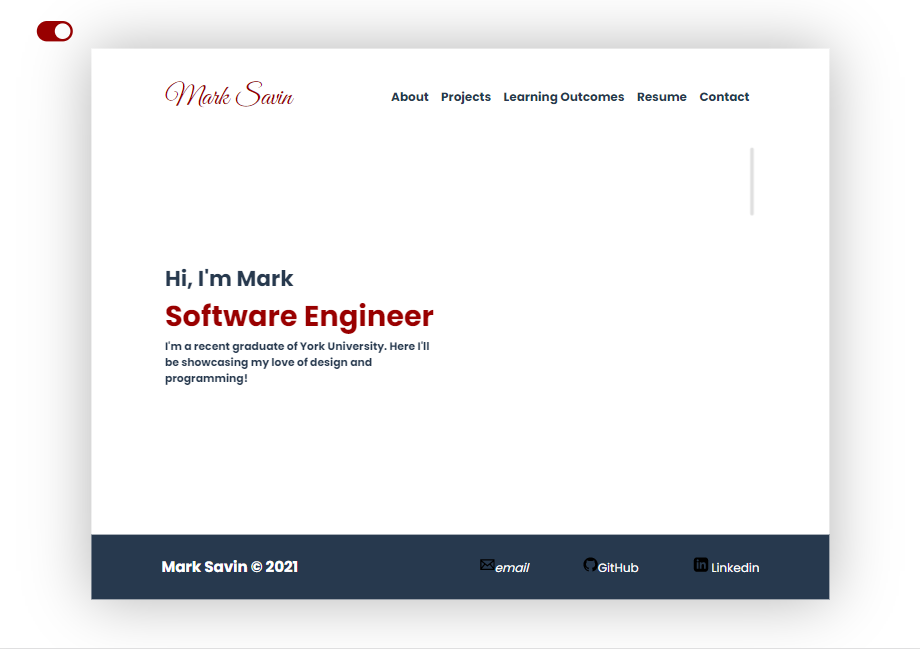 Mark Savin
About Projects Learning Outcomes Resume Contact
Hi, I'm Mark
Software Engineer
I'm a recent graduate of York University. Here I'll
be showcasing my love of design and
programming!
Mark Savin © 2021
email GitHub Linkedin